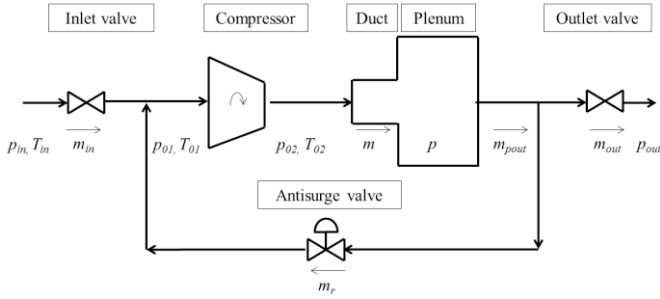 Inlet valve
Compressor
Duct
Plenum
Outlet valve
p_in, T_in
m_in
p_01, T_01
p_02, T_02
m
p
m_pout
m_out
p_out
Antisurge valve
m_r